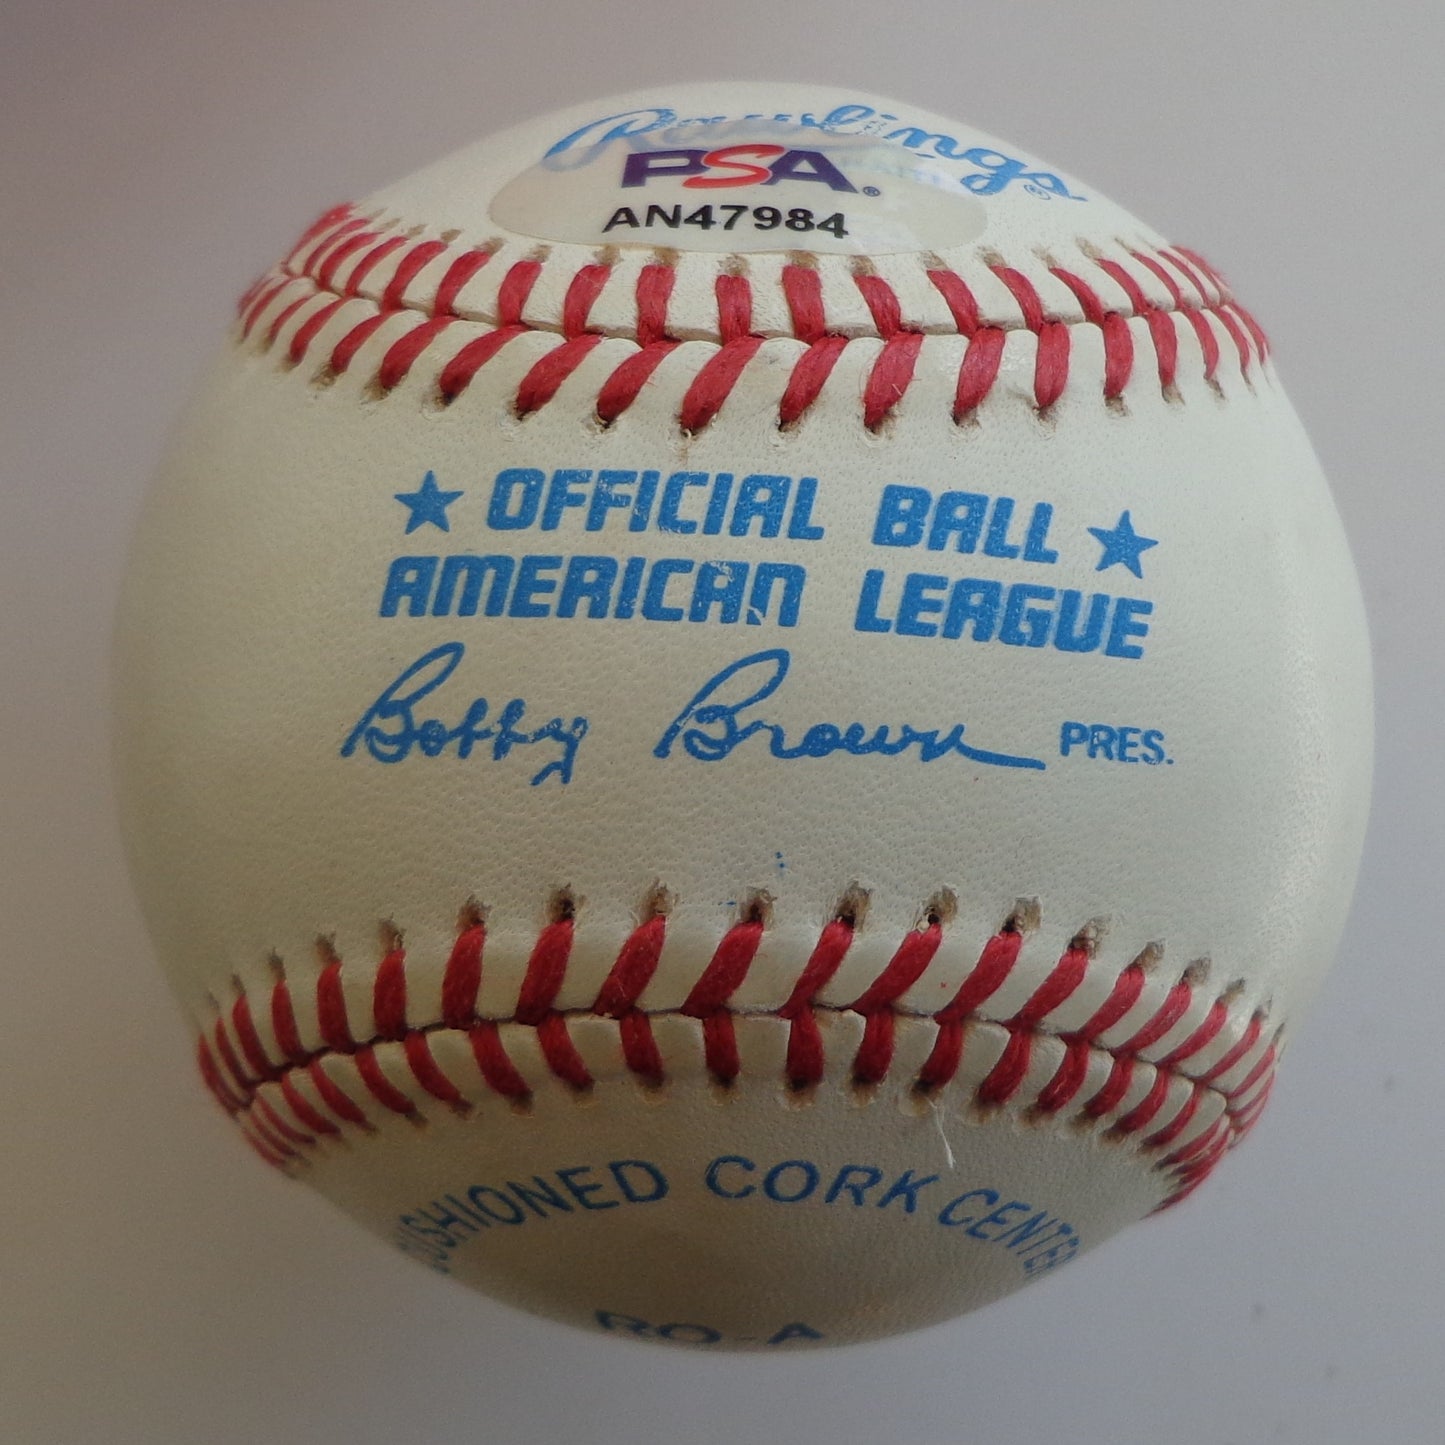 Rawlings ®
PSA ®
AN47984
★ OFFICIAL BALL ★
AMERICAN LEAGUE
Bobby Brown PRES.
CUSHIONED CORK CENTER
RO-A